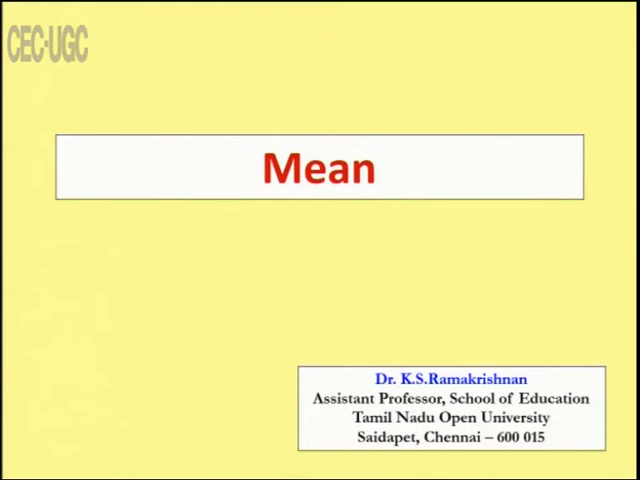 CEC-UGC
Mean
Dr. K.S.Ramakrishnan
Assistant Professor, School of Education
Tamil Nadu Open University
Saidapet, Chennai – 600 015